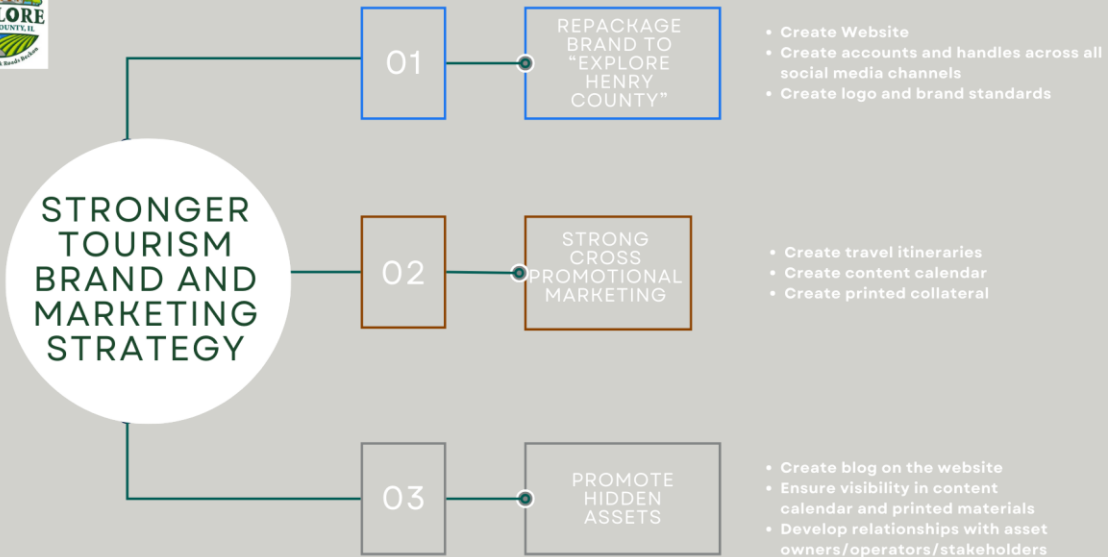 LORE
OUNTY, IL
STRONGER
TOURISM
BRAND AND
MARKETING
STRATEGY
01
REPACKAGE
BRAND TO
“EXPLORE
HENRY
COUNTY”
• Create Website
• Create accounts and handles across all
social media channels
• Create logo and brand standards
02
STRONG
CROSS
PROMOTIONAL
MARKETING
• Create travel itineraries
• Create content calendar
• Create printed collateral
03
PROMOTE
HIDDEN
ASSETS
• Create blog on the website
• Ensure visibility in content
calendar and printed materials
• Develop relationships with asset
owners/operators/stakeholders